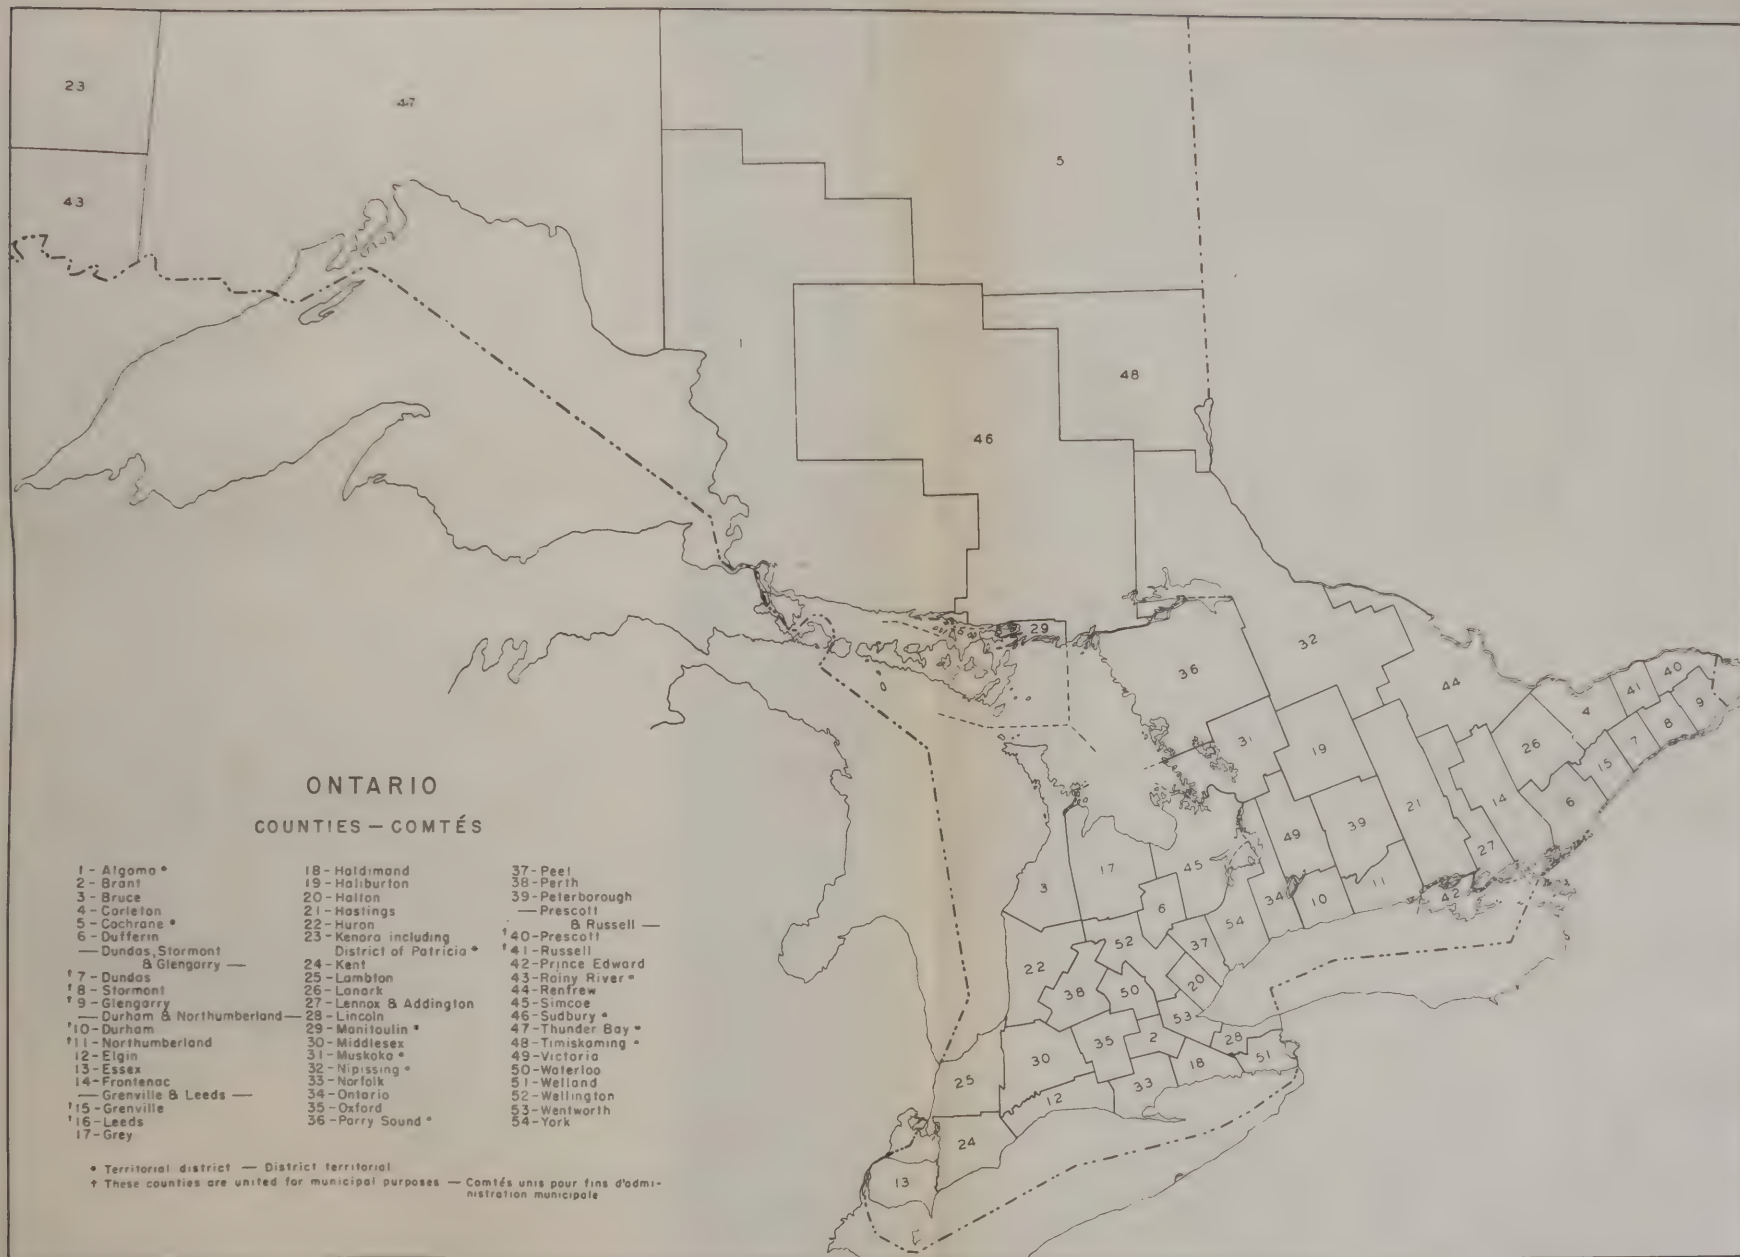 23
47
5
43
1
48
46
29
32
36
44
40
41
9
8
4
7
31
19
26
15
6
14
21
39
49
27
45
17
3
42
11
10
34
6
54
52
37
22
38
50
20
53
28
51
2
35
30
18
33
25
12
24
13
ONTARIO
COUNTIES — COMTÉS
1 - Algoma •
2 - Brant
3 - Bruce
4 - Carleton
5 - Cochrane •
6 - Dufferin
— Dundas, Stormont
& Glengarry —
† 7 - Dundas
† 8 - Stormont
† 9 - Glengarry
— Durham & Northumberland —
†10 - Durham
†11 - Northumberland
12 - Elgin
13 - Essex
14 - Frontenac
— Grenville & Leeds —
†15 - Grenville
†16 - Leeds
17 - Grey
18 - Haldimand
19 - Haliburton
20 - Halton
21 - Hastings
22 - Huron
23 - Kenora including
District of Patricia •
24 - Kent
25 - Lambton
26 - Lanark
27 - Lennox & Addington
28 - Lincoln
29 - Manitoulin •
30 - Middlesex
31 - Muskoka •
32 - Nipissing •
33 - Norfolk
34 - Ontario
35 - Oxford
36 - Parry Sound •
37 - Peel
38 - Perth
39 - Peterborough
— Prescott
& Russell —
†40 - Prescott
†41 - Russell
42 - Prince Edward
43 - Rainy River •
44 - Renfrew
45 - Simcoe
46 - Sudbury •
47 - Thunder Bay •
48 - Timiskaming •
49 - Victoria
50 - Waterloo
51 - Welland
52 - Wellington
53 - Wentworth
54 - York
• Territorial district — District territorial
† These counties are united for municipal purposes — Comtés unis pour fins d'admi-
nistration municipale